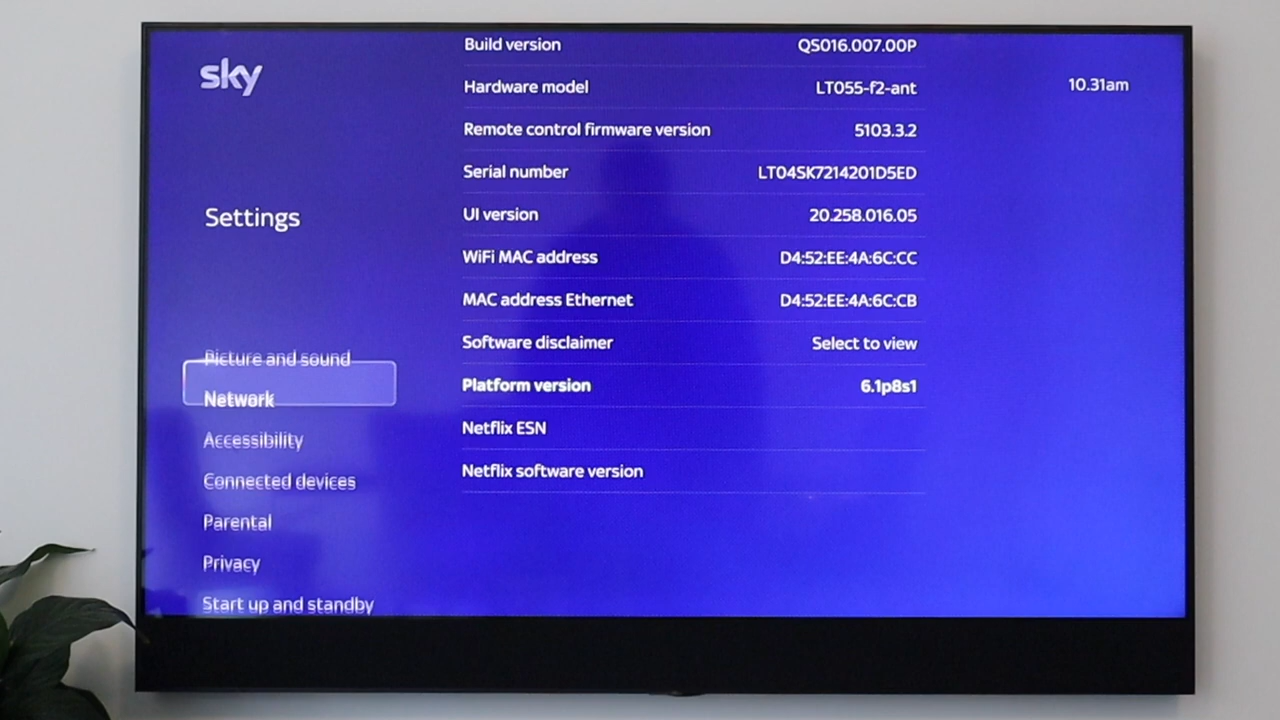 sky
10.31am
Settings
Picture and sound
Network
Accessibility
Connected devices
Parental
Privacy
Start up and standby
Build version QS016.007.00P
Hardware model LT055-f2-ant
Remote control firmware version 5103.3.2
Serial number LT04SK7214201D5ED
UI version 20.258.016.05
WiFi MAC address D4:52:EE:4A:6C:CC
MAC address Ethernet D4:52:EE:4A:6C:CB
Software disclaimer Select to view
Platform version 6.1p8s1
Netflix ESN
Netflix software version